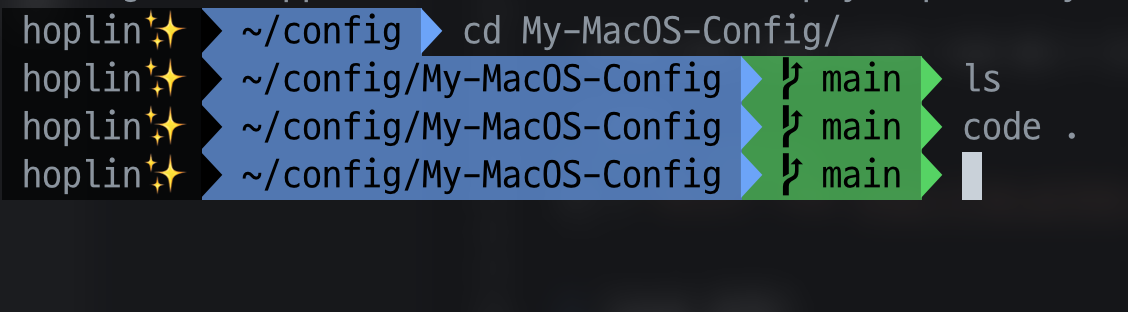 hoplin✨ ~/config cd My-MacOS-Config/
hoplin✨ ~/config/My-MacOS-Config main ls
hoplin✨ ~/config/My-MacOS-Config main code .
hoplin✨ ~/config/My-MacOS-Config main